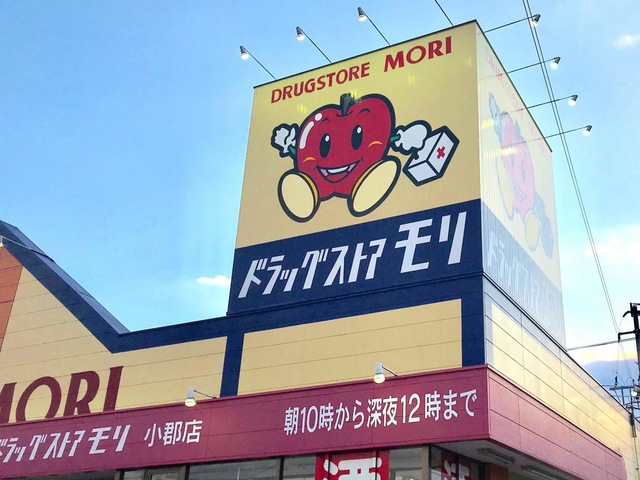 DRUGSTORE MORI
ドラッグストア モリ
MORI
ドラッグストア モリ 小郡店
朝10時から深夜12時まで
酒